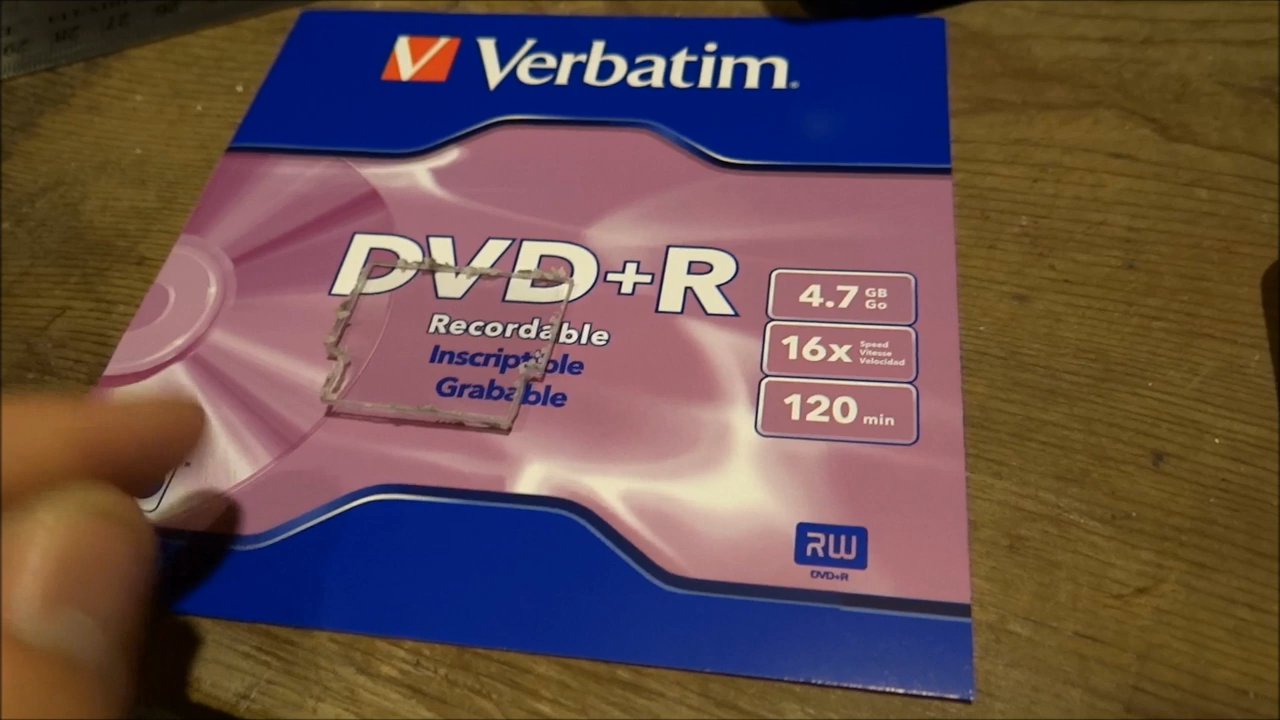 Verbatim
DVD+R
Recordable
Inscriptible
Grabable
4.7 GB
Go
16x Speed
Vitesse
Velocidad
120 min
RW
DVD+R